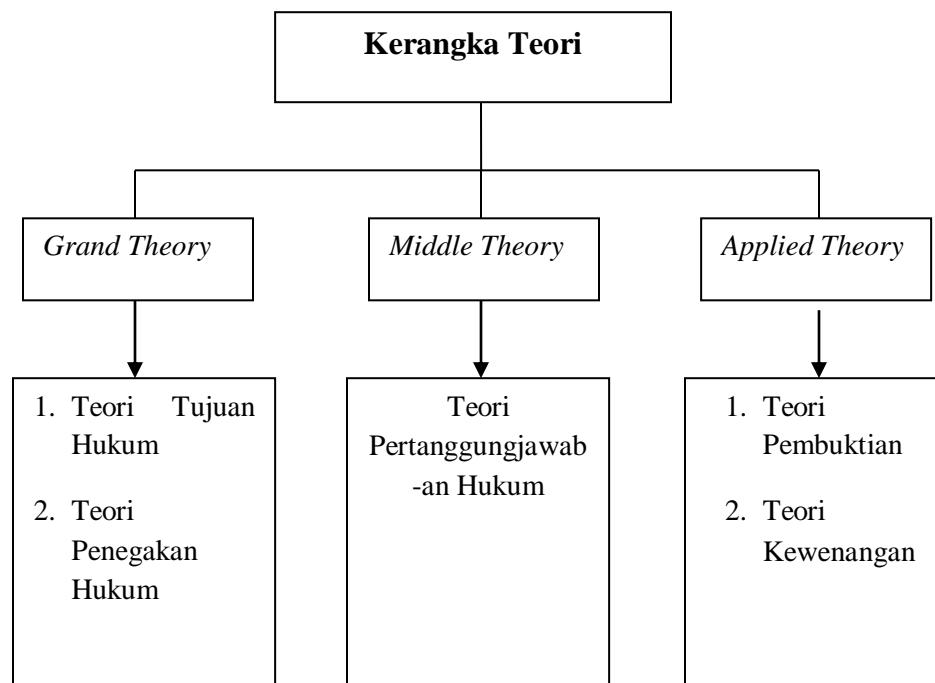 Kerangka Teori
Grand Theory
Middle Theory
Applied Theory
1. Teori Tujuan
Hukum
2. Teori
Penegakan
Hukum
Teori
Pertanggungjawab
-an Hukum
1. Teori
Pembuktian
2. Teori
Kewenangan